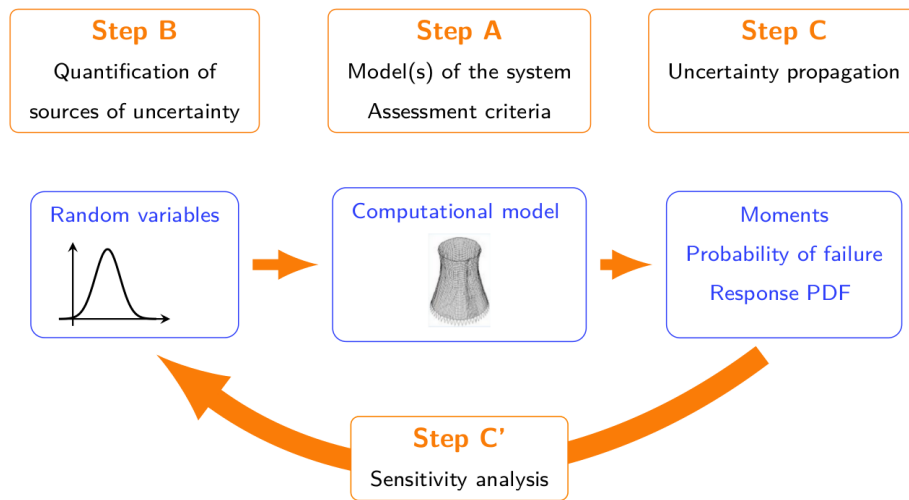 Step B
Quantification of
sources of uncertainty
Step A
Model(s) of the system
Assessment criteria
Step C
Uncertainty propagation
Random variables
Computational model
Moments
Probability of failure
Response PDF
Step C'
Sensitivity analysis